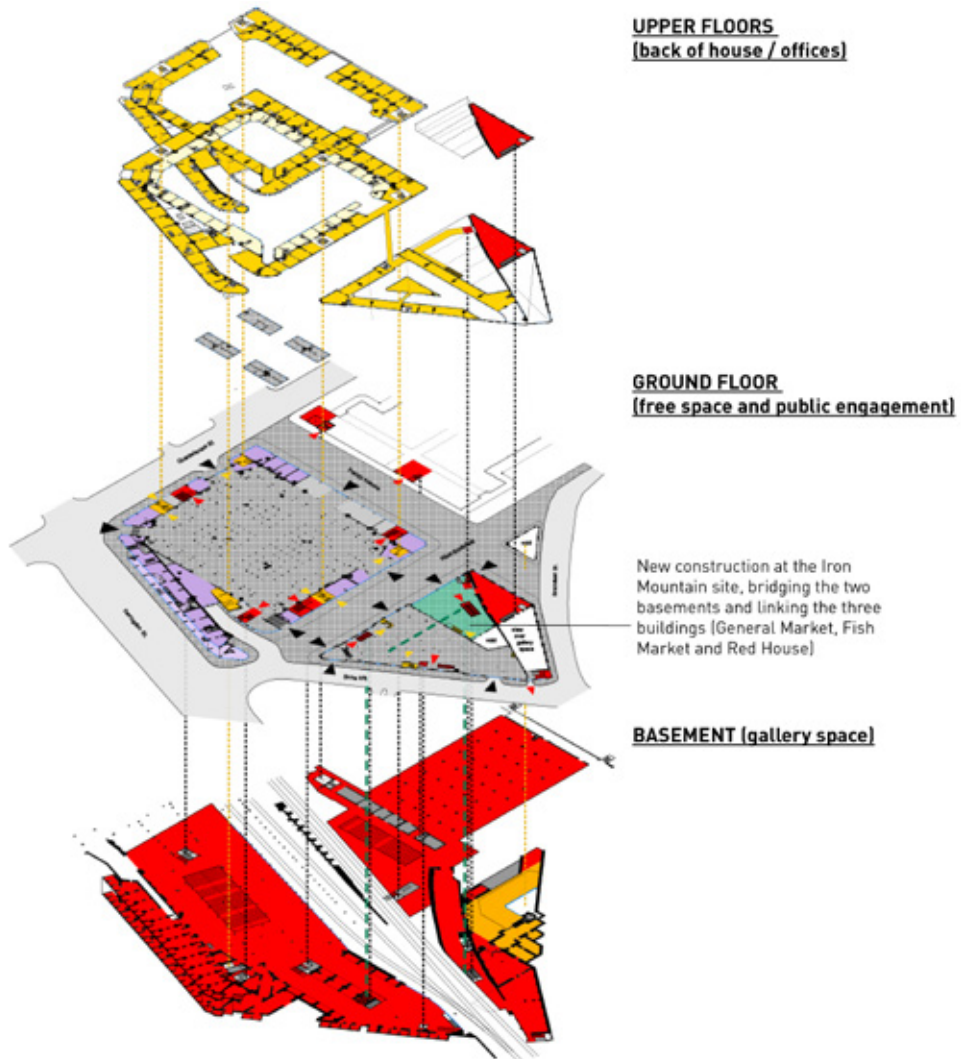 UPPER FLOORS
(back of house / offices)
GROUND FLOOR
(free space and public engagement)
New construction at the Iron
Mountain site, bridging the two
basements and linking the three
buildings (General Market, Fish
Market and Red House)
BASEMENT (gallery space)